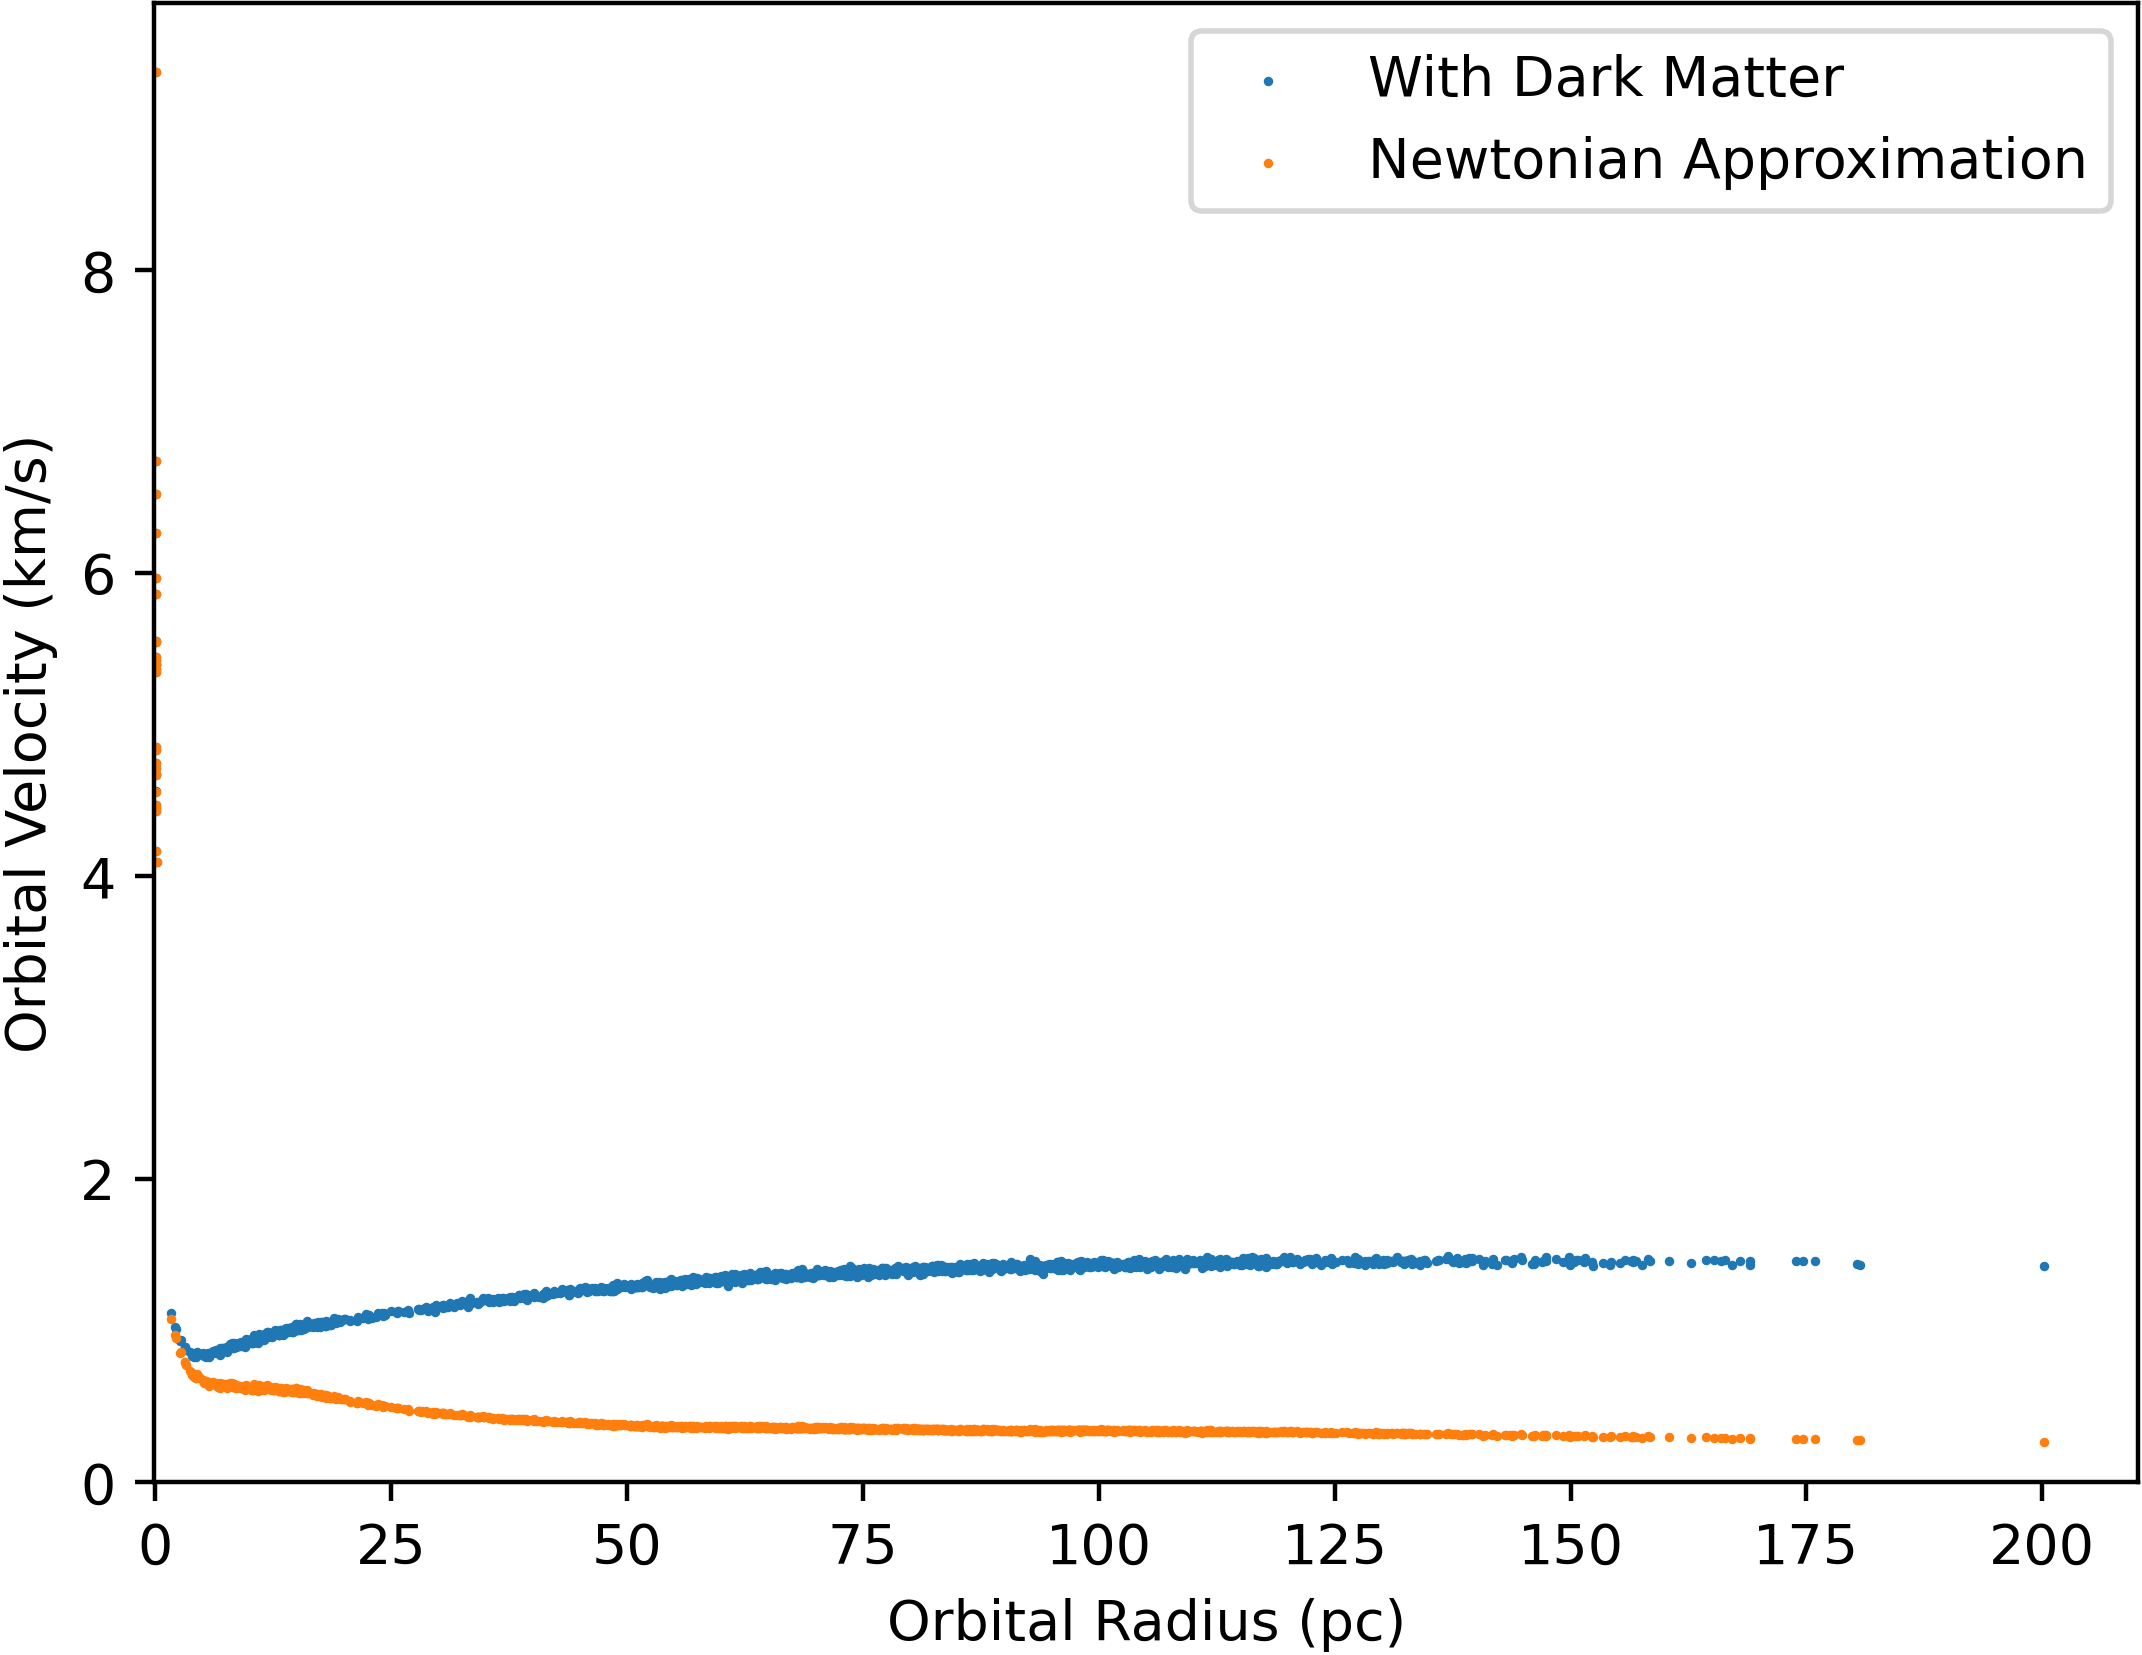 With Dark Matter
Newtonian Approximation
8
6
4
2
0
Orbital Velocity (km/s)
0 25 50 75 100 125 150 175 200
Orbital Radius (pc)